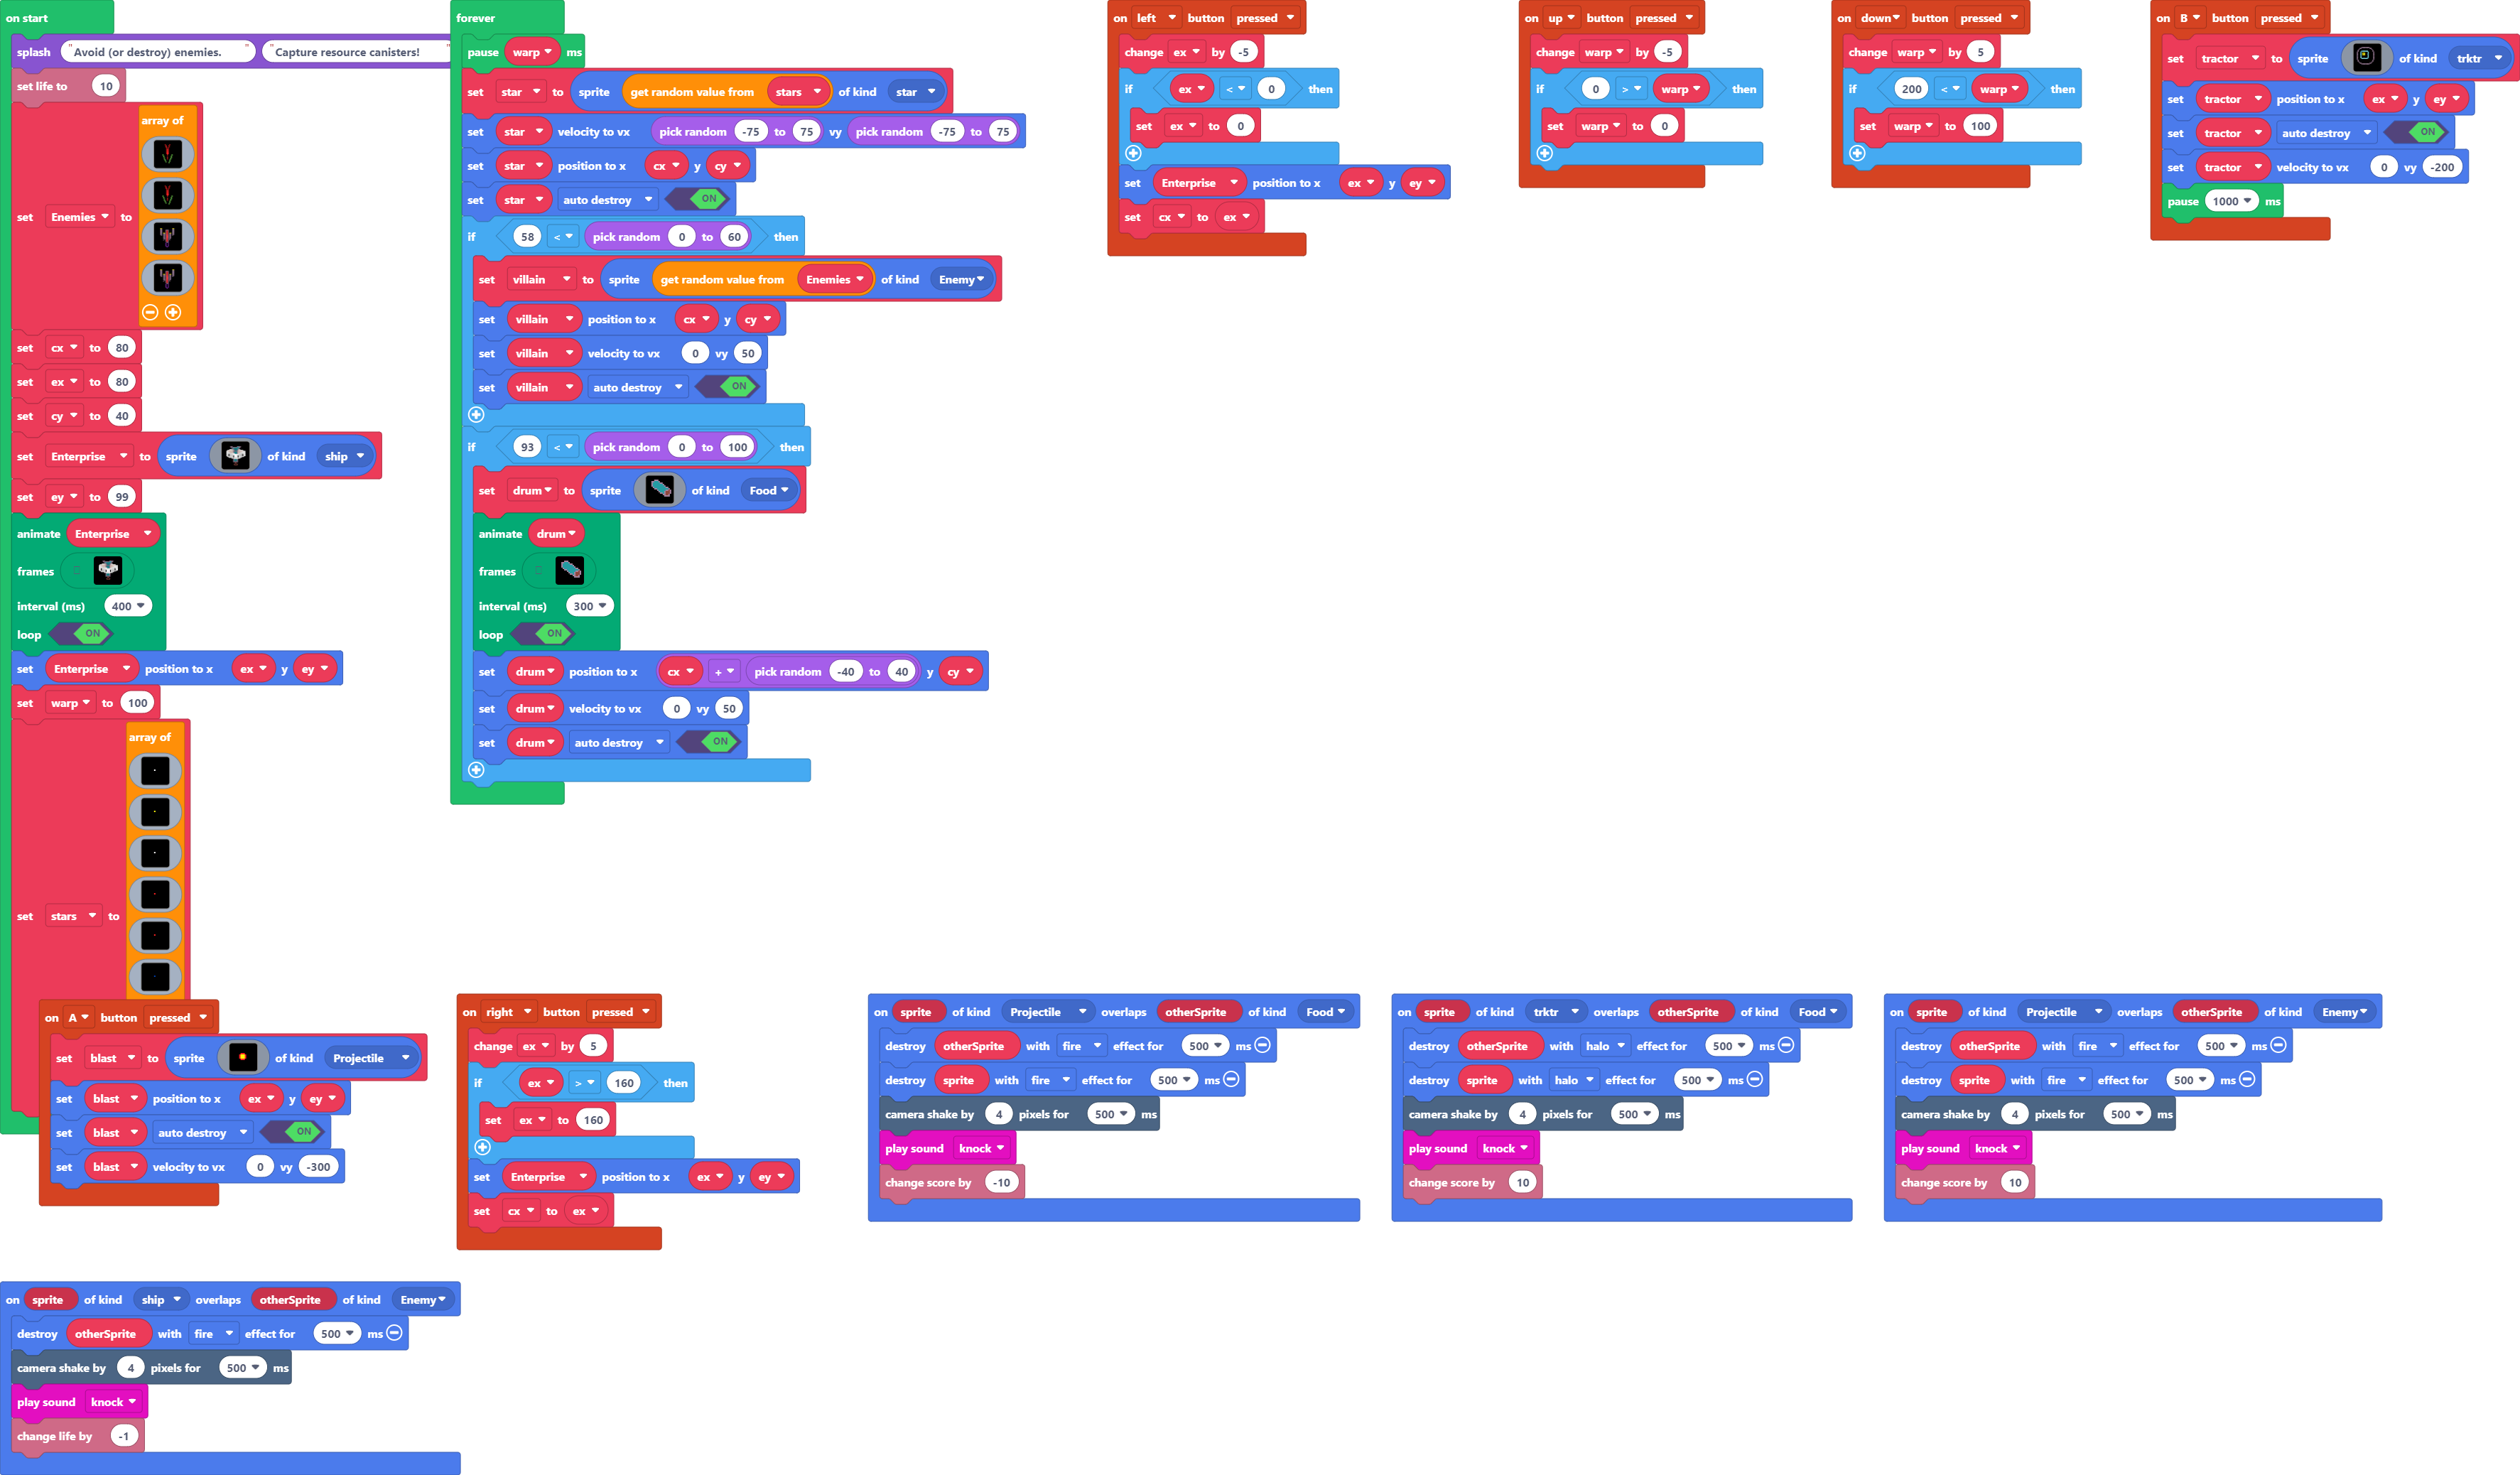 on start
splash "Avoid (or destroy) enemies. " "Capture resource canisters! "
set life to 10
set Enemies to array of
set cx to 80
set ex to 80
set cy to 40
set Enterprise to sprite of kind ship
set ey to 99
animate Enterprise
frames
interval (ms) 400
loop ON
set Enterprise position to x ex y ey
set warp to 100
set stars to array of
forever
pause warp ms
set star to sprite get random value from stars of kind star
set star velocity to vx pick random -75 to 75 vy pick random -75 to 75
set star position to x cx y cy
set star auto destroy ON
if 58 < pick random 0 to 60 then
set villain to sprite get random value from Enemies of kind Enemy
set villain position to x cx y cy
set villain velocity to vx 0 vy 50
set villain auto destroy ON
if 93 < pick random 0 to 100 then
set drum to sprite of kind Food
animate drum
frames
interval (ms) 300
loop ON
set drum position to x cx + pick random -40 to 40 y cy
set drum velocity to vx 0 vy 50
set drum auto destroy ON
on left button pressed
change ex by -5
if ex < 0 then
set ex to 0
set Enterprise position to x ex y ey
set cx to ex
on up button pressed
change warp by -5
if 0 > warp then
set warp to 0
on down button pressed
change warp by 5
if 200 < warp then
set warp to 100
on B button pressed
set tractor to sprite of kind trktr
set tractor position to x ex y ey
set tractor auto destroy ON
set tractor velocity to vx 0 vy -200
pause 1000 ms
on A button pressed
set blast to sprite of kind Projectile
set blast position to x ex y ey
set blast auto destroy ON
set blast velocity to vx 0 vy -300
on right button pressed
change ex by 5
if ex > 160 then
set ex to 160
set Enterprise position to x ex y ey
set cx to ex
on sprite of kind Projectile overlaps otherSprite of kind Food
destroy otherSprite with fire effect for 500 ms
destroy sprite with fire effect for 500 ms
camera shake by 4 pixels for 500 ms
play sound knock
change score by -10
on sprite of kind trktr overlaps otherSprite of kind Food
destroy otherSprite with halo effect for 500 ms
destroy sprite with halo effect for 500 ms
camera shake by 4 pixels for 500 ms
play sound knock
change score by 10
on sprite of kind Projectile overlaps otherSprite of kind Enemy
destroy otherSprite with fire effect for 500 ms
destroy sprite with fire effect for 500 ms
camera shake by 4 pixels for 500 ms
play sound knock
change score by 10
on sprite of kind ship overlaps otherSprite of kind Enemy
destroy otherSprite with fire effect for 500 ms
camera shake by 4 pixels for 500 ms
play sound knock
change life by -1